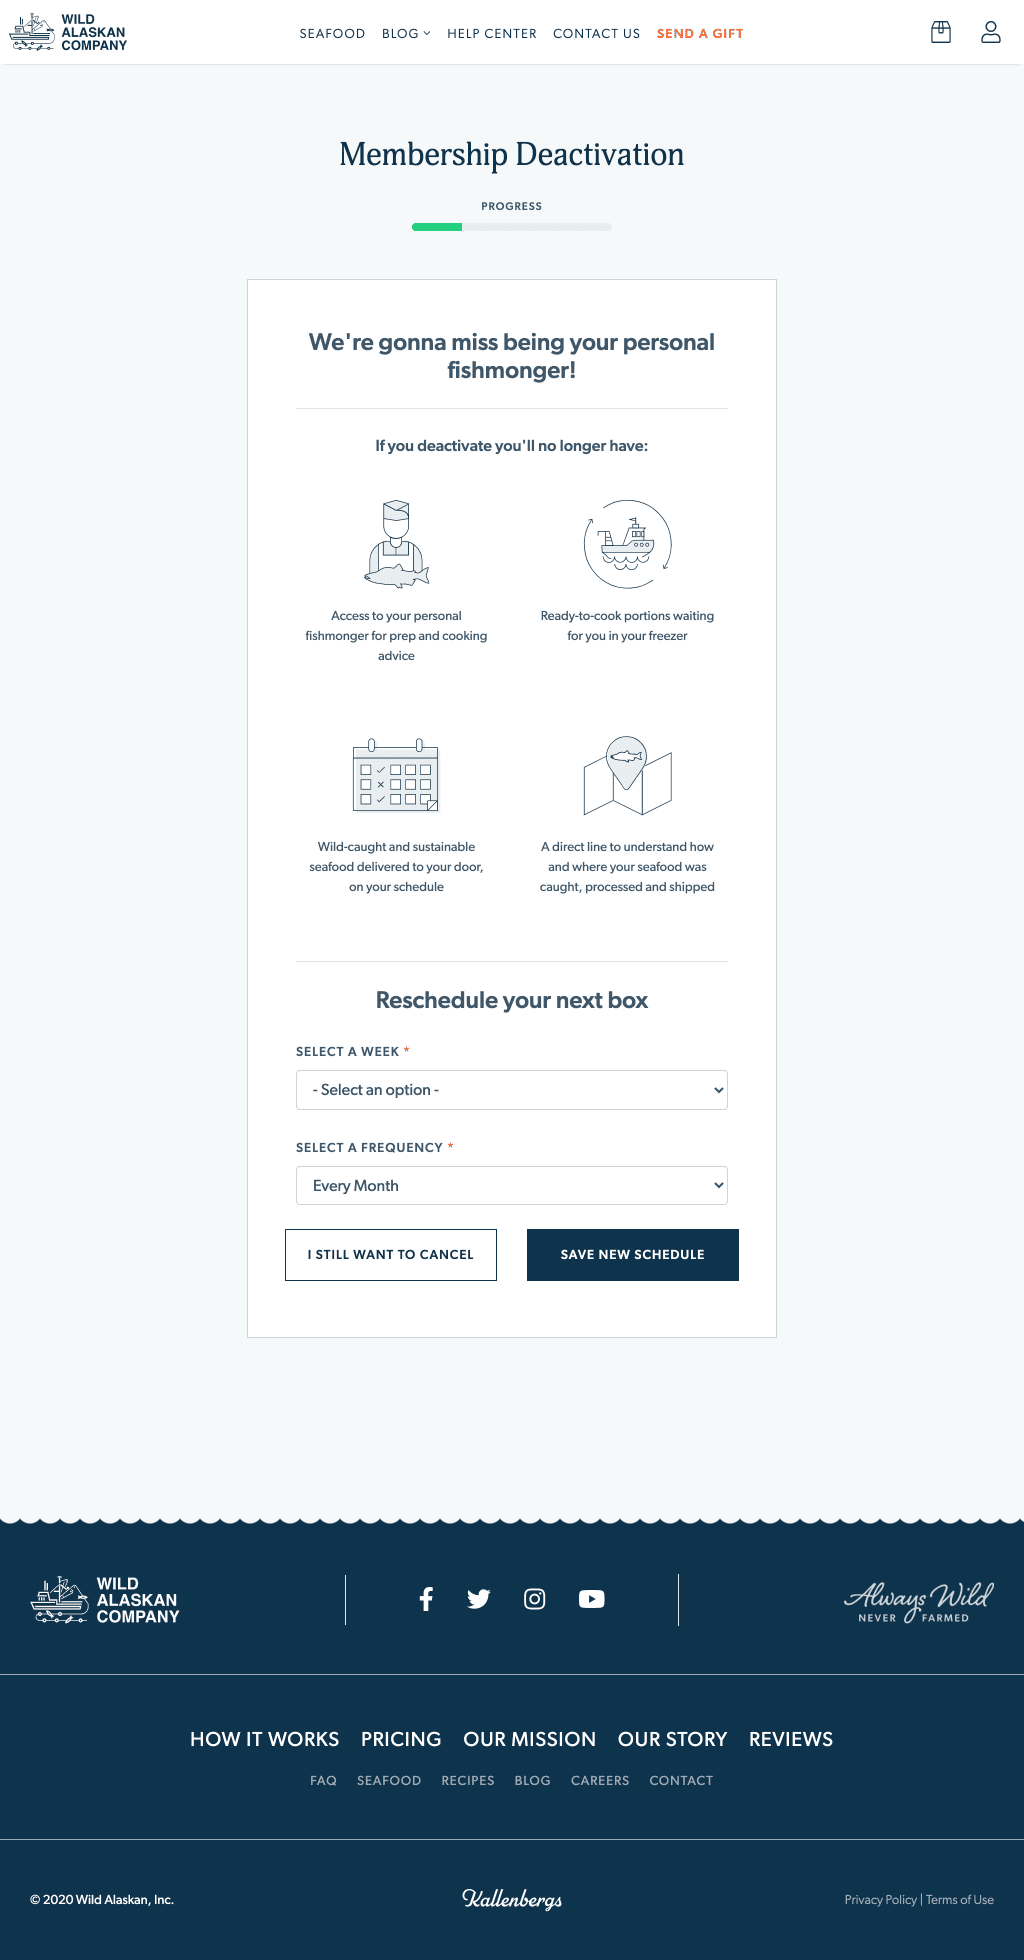 WILD
ALASKAN
COMPANY
SEAFOOD BLOG HELP CENTER CONTACT US SEND A GIFT
Membership Deactivation
PROGRESS
We're gonna miss being your personal
fishmonger!
If you deactivate you'll no longer have:
Access to your personal
fishmonger for prep and cooking
advice
Ready-to-cook portions waiting
for you in your freezer
Wild-caught and sustainable
seafood delivered to your door,
on your schedule
A direct line to understand how
and where your seafood was
caught, processed and shipped
Reschedule your next box
SELECT A WEEK *
- Select an option -
SELECT A FREQUENCY *
Every Month
I STILL WANT TO CANCEL
SAVE NEW SCHEDULE
WILD
ALASKAN
COMPANY
Always Wild
NEVER FARMED
HOW IT WORKS PRICING OUR MISSION OUR STORY REVIEWS
FAQ SEAFOOD RECIPES BLOG CAREERS CONTACT
© 2020 Wild Alaskan, Inc.
Kallenbergs
Privacy Policy | Terms of Use